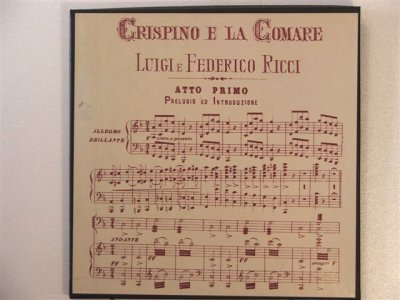 CRISPINO E LA COMARE
LUIGI E FEDERICO RICCI
ATTO PRIMO
PRELUDIO ED INTRODUZIONE
ALLEGRO
BRILLANTE
ANDANTE